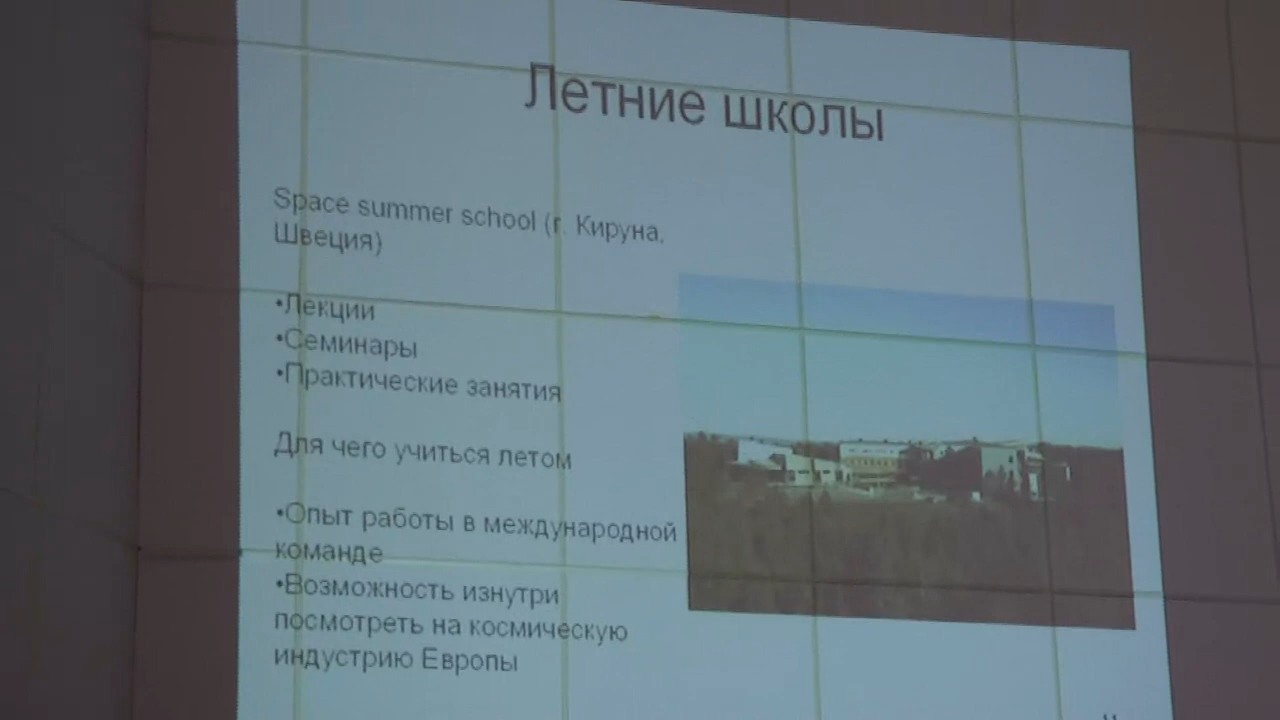 Летние школы
Space summer school (г. Кируна,
Швеция)
•Лекции
•Семинары
•Практические занятия
Для чего учиться летом
•Опыт работы в международной
команде
•Возможность изнутри
посмотреть на космическую
индустрию Европы